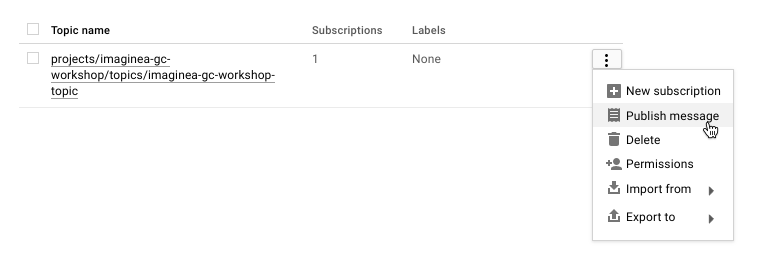 Topic name Subscriptions Labels
projects/imaginea-gc- 1 None
workshop/topics/imaginea-gc-workshop-
topic
New subscription
Publish message
Delete
Permissions
Import from
Export to